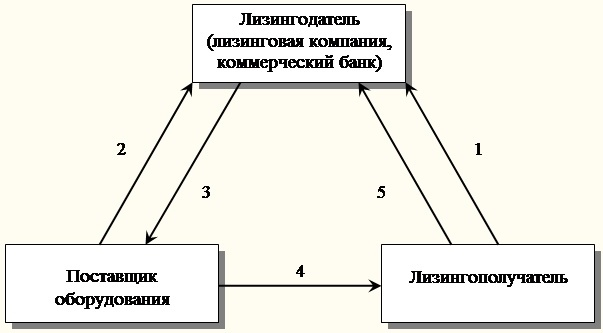 Лизингодатель
(лизинговая компания,
коммерческий банк)
2
1
3
5
4
Поставщик
оборудования
Лизингополучатель